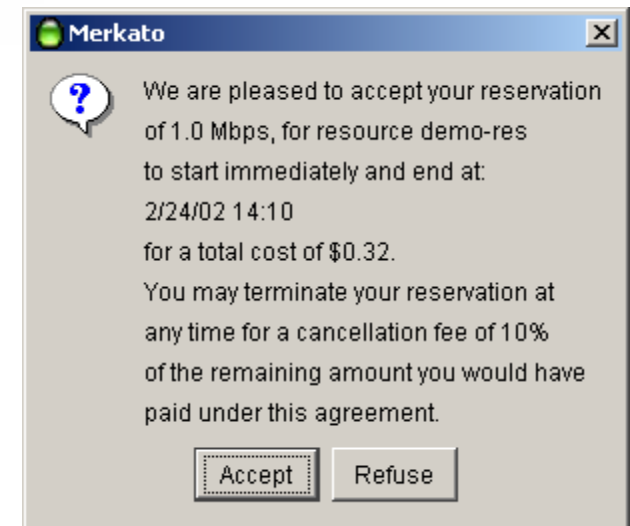 Merkato
We are pleased to accept your reservation
of 1.0 Mbps, for resource demo-res
to start immediately and end at:
2/24/02 14:10
for a total cost of $0.32.
You may terminate your reservation at
any time for a cancellation fee of 10%
of the remaining amount you would have
paid under this agreement.
Accept Refuse